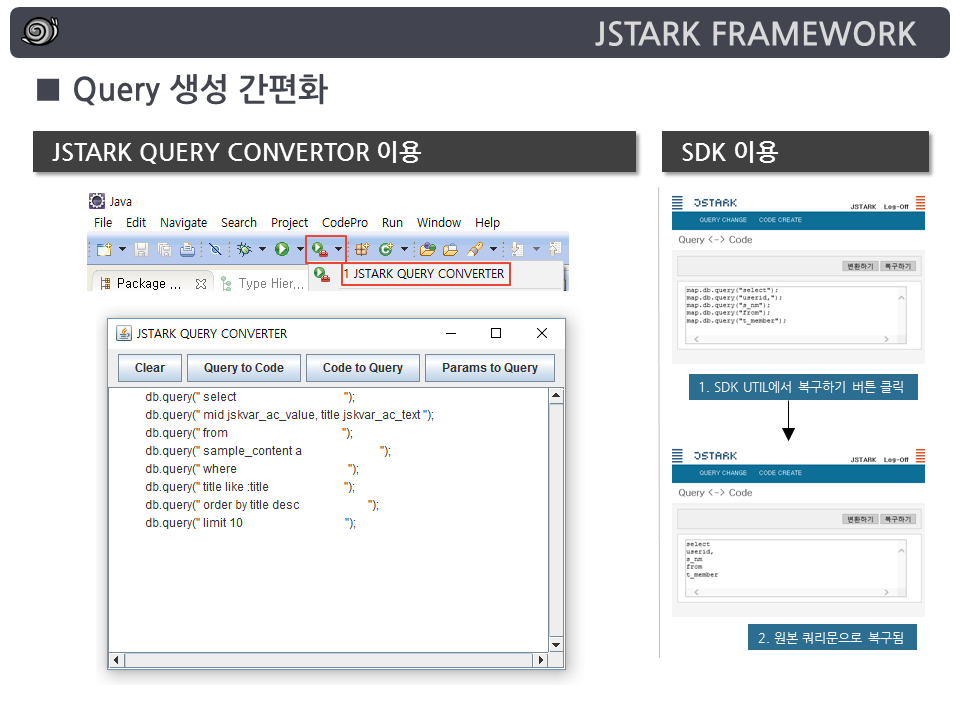 JSTARK FRAMEWORK
■ Query 생성 간편화
JSTARK QUERY CONVERTOR 이용
Java
File Edit Navigate Search Project CodePro Run Window Help
1 JSTARK QUERY CONVERTER
Package ... Type Hier...
JSTARK QUERY CONVERTER
Clear Query to Code Code to Query Params to Query
db.query(" select ");
db.query(" mid jskvar_ac_value, title jskvar_ac_text ");
db.query(" from ");
db.query(" sample_content a ");
db.query(" where ");
db.query(" title like :title ");
db.query(" order by title desc ");
db.query(" limit 10 ");
SDK 이용
JSTARK JSTARK Log-Off
QUERY CHANGE CODE CREATE
Query <-> Code
변환하기 복구하기
map.db.query("select");
map.db.query("userid,");
map.db.query("s_nm");
map.db.query("from");
map.db.query("t_member");
1. SDK UTIL에서 복구하기 버튼 클릭
JSTARK JSTARK Log-Off
QUERY CHANGE CODE CREATE
Query <-> Code
변환하기 복구하기
select
userid,
s_nm
from
t_member
2. 원본 쿼리문으로 복구됨